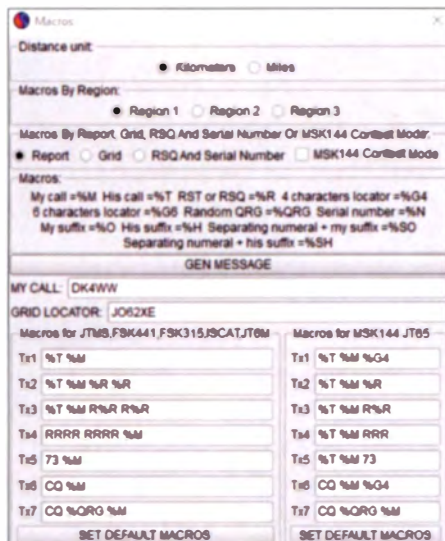 Macros
Distance unit:
Kilometers Miles
Macros By Region:
Region 1 Region 2 Region 3
Macros By Report, Grid, RSQ And Serial Number Or MSK144 Contest Mode:
Report Grid RSQ And Serial Number MSK144 Contest Mode
Macros:
My call =%M His call =%T RST or RSQ =%R 4 characters locator =%G4
6 characters locator =%G6 Random QRG =%QRG Serial number =%N
My suffix =%O His suffix =%H Separating numeral + my suffix =%SO
Separating numeral + his suffix =%SH
GEN MESSAGE
MY CALL: DK4WW
GRID LOCATOR: JO62XE
Macros for JTMS,FSK441,FSK315,ISCAT,JT6M
Tx1 %T %M
Tx2 %T %M %R %R
Tx3 %T %M R%R R%R
Tx4 RRRR RRRR %M
Tx5 73 %M
Tx6 CQ %M
Tx7 CQ %QRG %M
SET DEFAULT MACROS
Macros for MSK144 JT65
Tx1 %T %M %G4
Tx2 %T %M %R
Tx3 %T %M R%R
Tx4 %T %M RRR
Tx5 %T %M 73
Tx6 CQ %M %G4
Tx7 CQ %QRG %M
SET DEFAULT MACROS